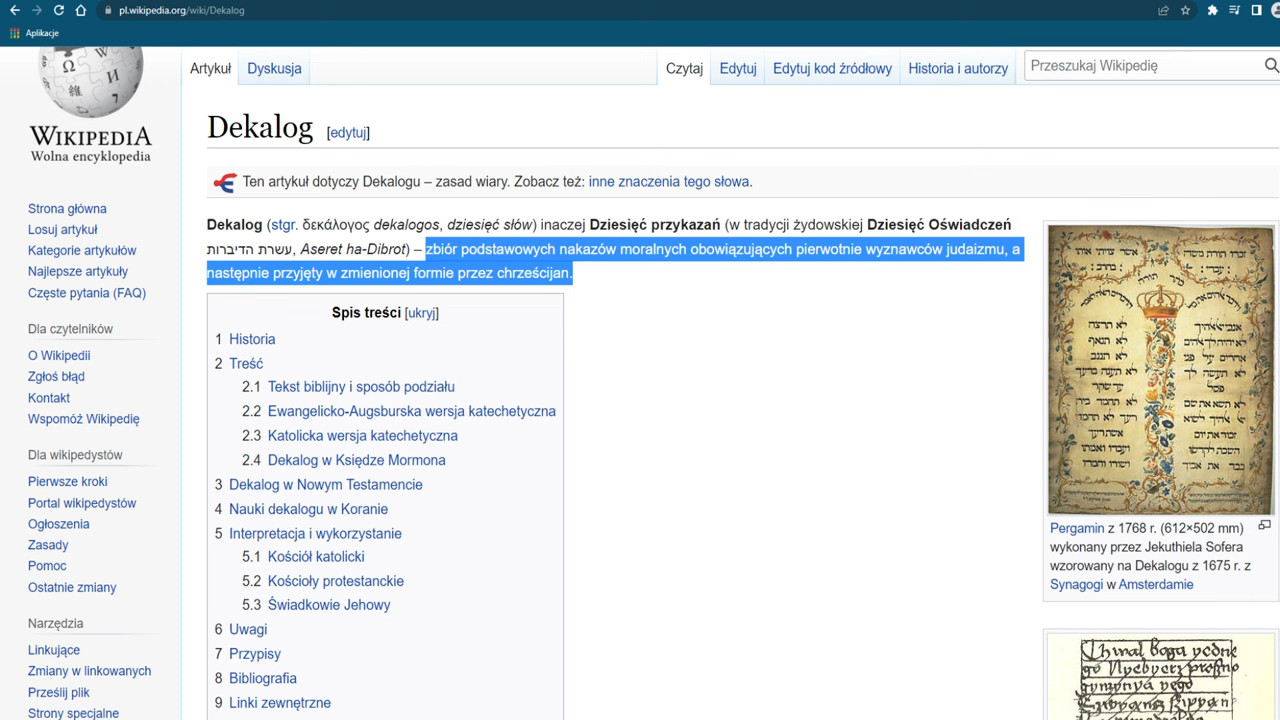 pl.wikipedia.org/wiki/Dekalog
Aplikacje
WIKIPEDIA
Wolna encyklopedia
Strona główna
Losuj artykuł
Kategorie artykułów
Najlepsze artykuły
Częste pytania (FAQ)
Dla czytelników
O Wikipedii
Zgłoś błąd
Kontakt
Wspomóż Wikipedię
Dla wikipedystów
Pierwsze kroki
Portal wikipedystów
Ogłoszenia
Zasady
Pomoc
Ostatnie zmiany
Narzędzia
Linkujące
Zmiany w linkowanych
Prześlij plik
Strony specjalne
Artykuł Dyskusja Czytaj Edytuj Edytuj kod źródłowy Historia i autorzy Przeszukaj Wikipedię
Dekalog [edytuj]
Ten artykuł dotyczy Dekalogu – zasad wiary. Zobacz też: inne znaczenia tego słowa.
Dekalog (stgr. δεκάλογος dekalogos, dziesięć słów) inaczej Dziesięć przykazań (w tradycji żydowskiej Dziesięć Oświadczeń
עשרת הדיברות, Aseret ha-Dibrot) – zbiór podstawowych nakazów moralnych obowiązujących pierwotnie wyznawców judaizmu, a
następnie przyjęty w zmienionej formie przez chrześcijan.
Spis treści [ukryj]
1 Historia
2 Treść
2.1 Tekst biblijny i sposób podziału
2.2 Ewangelicko-Augsburska wersja katechetyczna
2.3 Katolicka wersja katechetyczna
2.4 Dekalog w Księdze Mormona
3 Dekalog w Nowym Testamencie
4 Nauki dekalogu w Koranie
5 Interpretacja i wykorzystanie
5.1 Kościół katolicki
5.2 Kościoły protestanckie
5.3 Świadkowie Jehowy
6 Uwagi
7 Przypisy
8 Bibliografia
9 Linki zewnętrzne
לא תרצח
לא תנאף
לא תגנב
Pergamin z 1768 r. (612×502 mm)
wykonany przez Jekuthiela Sofera
wzorowany na Dekalogu z 1675 r. z
Synagogi w Amsterdamie